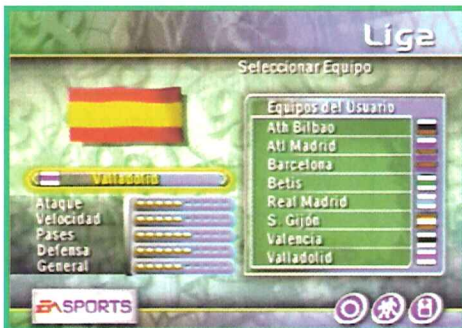 Liga
Seleccionar Equipo
Valladolid
Ataque
Velocidad
Pases
Defensa
General
Equipos del Usuario
Ath Bilbao
Atl Madrid
Barcelona
Betis
Real Madrid
S. Gijón
Valencia
Valladolid
EA SPORTS